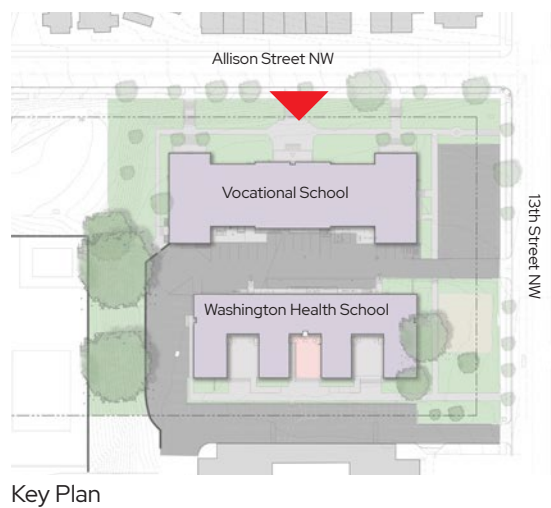 Allison Street NW
Vocational School
13th Street NW
Washington Health School
Key Plan